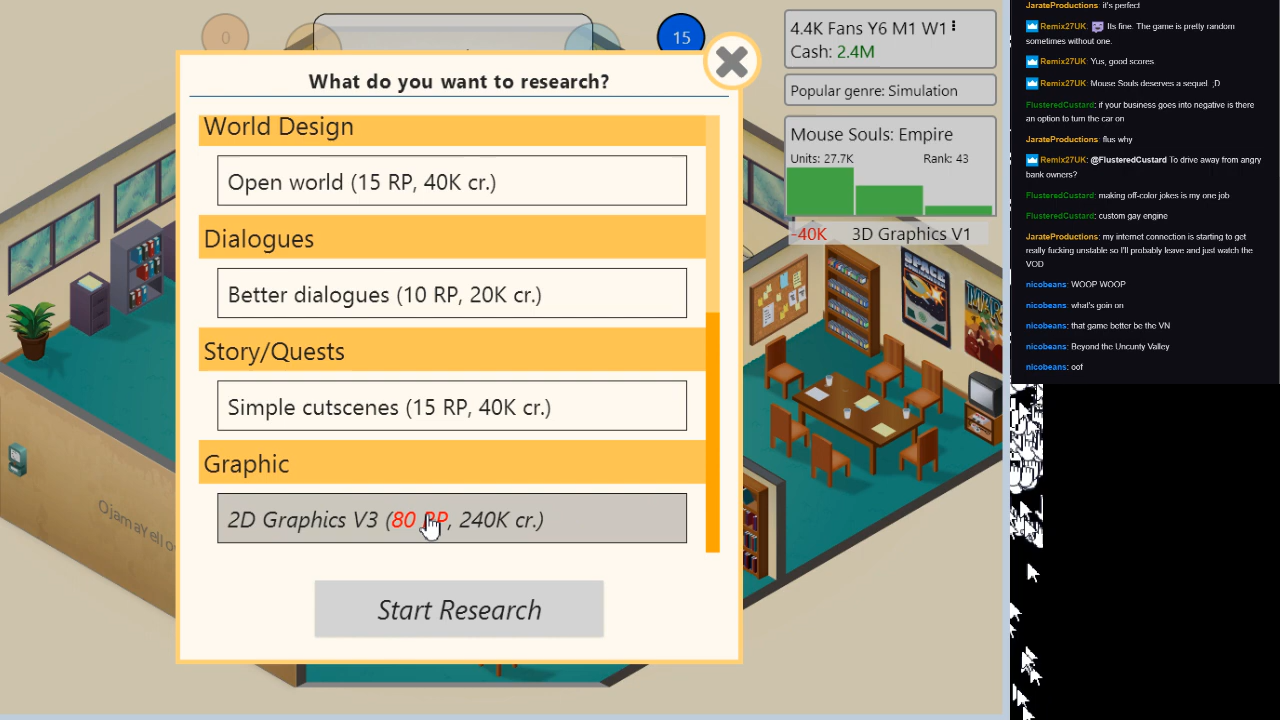 0
15
What do you want to research?
World Design
Open world (15 RP, 40K cr.)
Dialogues
Better dialogues (10 RP, 20K cr.)
Story/Quests
Simple cutscenes (15 RP, 40K cr.)
Graphic
2D Graphics V3 (80 RP, 240K cr.)
Start Research
4.4K Fans Y6 M1 W1
Cash: 2.4M
Popular genre: Simulation
Mouse Souls: Empire
Units: 27.7K Rank: 43
-40K 3D Graphics V1
SPACE
OjamaYello
JarateProductions: it's perfect
Remix27UK: Its fine. The game is pretty random
sometimes without one.
Remix27UK: Yus, good scores
Remix27UK: Mouse Souls deserves a sequel. ;D
FlusteredCustard: if your business goes into negative is there
an option to turn the car on
JarateProductions: flus why
Remix27UK: @FlusteredCustard To drive away from angry
bank owners?
FlusteredCustard: making off-color jokes is my one job
FlusteredCustard: custom gay engine
JarateProductions: my internet connection is starting to get
really fucking unstable so I'll probably leave and just watch the
VOD
nicobeans: WOOP WOOP
nicobeans: what's goin on
nicobeans: that game better be the VN
nicobeans: Beyond the Uncunty Valley
nicobeans: oof